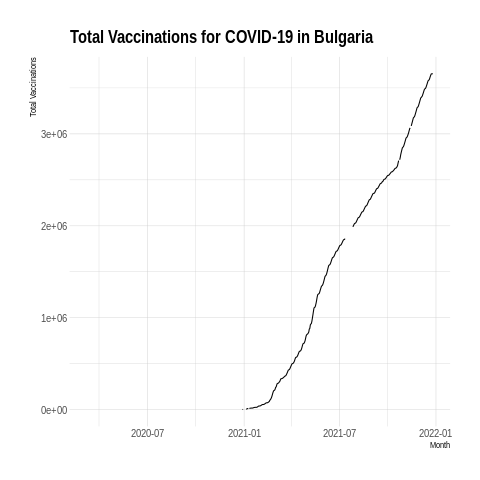 Total Vaccinations for COVID-19 in Bulgaria
Total Vaccinations
3e+06
2e+06
1e+06
0e+00
2020-07
2021-01
2021-07
2022-01
Month